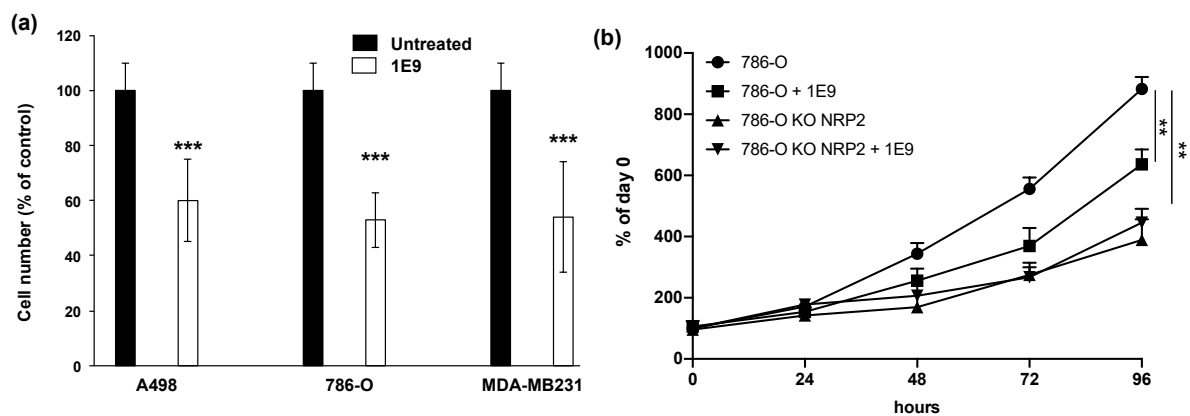 (a)
Cell number (% of control)
120
100
80
60
40
20
0
Untreated
1E9
***
***
***
A498
786-O
MDA-MB231
(b)
% of day 0
1000
800
600
400
200
0
786-O
786-O + 1E9
786-O KO NRP2
786-O KO NRP2 + 1E9
**
**
0 24 48 72 96
hours